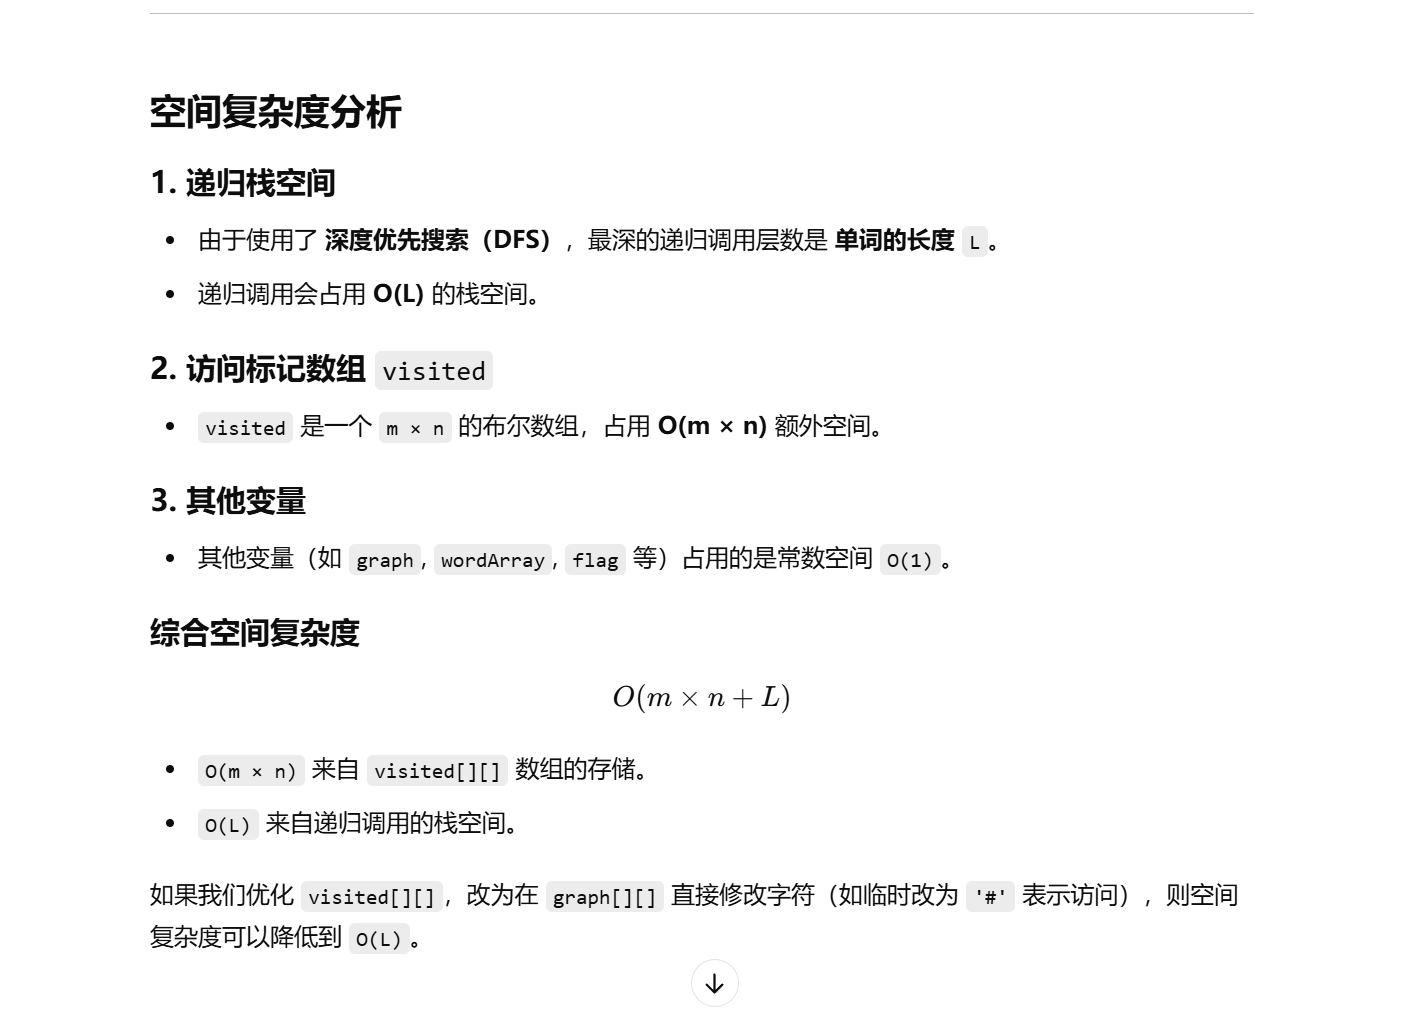 空间复杂度分析
1. 递归栈空间
• 由于使用了 深度优先搜索（DFS），最深的递归调用层数是 单词的长度 L。
• 递归调用会占用 O(L) 的栈空间。
2. 访问标记数组 visited
• visited 是一个 m × n 的布尔数组，占用 O(m × n) 额外空间。
3. 其他变量
• 其他变量（如 graph, wordArray, flag 等）占用的是常数空间 O(1)。
综合空间复杂度
O(m × n + L)
• O(m × n) 来自 visited[][] 数组的存储。
• O(L) 来自递归调用的栈空间。
如果我们优化 visited[][]，改为在 graph[][] 直接修改字符（如临时改为 '#' 表示访问），则空间
复杂度可以降低到 O(L)。